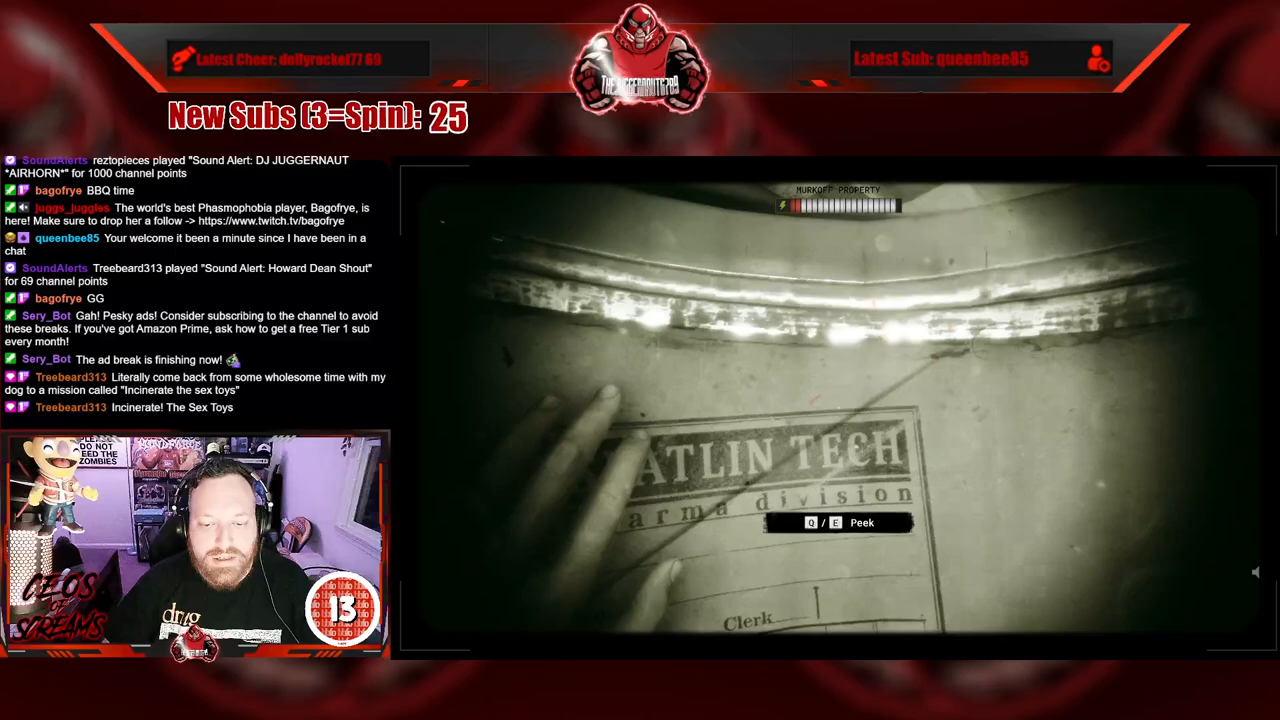 Latest Cheer: dollyrocket77 69
THEJUGGERNAUT6789
Latest Sub: queenbee85
New Subs (3=Spin): 25
SoundAlerts reztopieces played "Sound Alert: DJ JUGGERNAUT
*AIRHORN*" for 1000 channel points
bagofrye BBQ time
juggs_juggles The world's best Phasmophobia player, Bagofrye, is
here! Make sure to drop her a follow -> https://www.twitch.tv/bagofrye
queenbee85 Your welcome it been a minute since I have been in a
chat
SoundAlerts Treebeard313 played "Sound Alert: Howard Dean Shout"
for 69 channel points
bagofrye GG
Sery_Bot Gah! Pesky ads! Consider subscribing to the channel to avoid
these breaks. If you've got Amazon Prime, ask how to get a free Tier 1 sub
every month!
Sery_Bot The ad break is finishing now!
Treebeard313 Literally come back from some wholesome time with my
dog to a mission called "Incinerate the sex toys"
Treebeard313 Incinerate! The Sex Toys
MURKOFF PROPERTY
ATLIN TECH
arma division
Q / E Peek
Clerk
DO NOT
FEED THE
ZOMBIES
CEO'S
OF
SCREAMS
drug
13